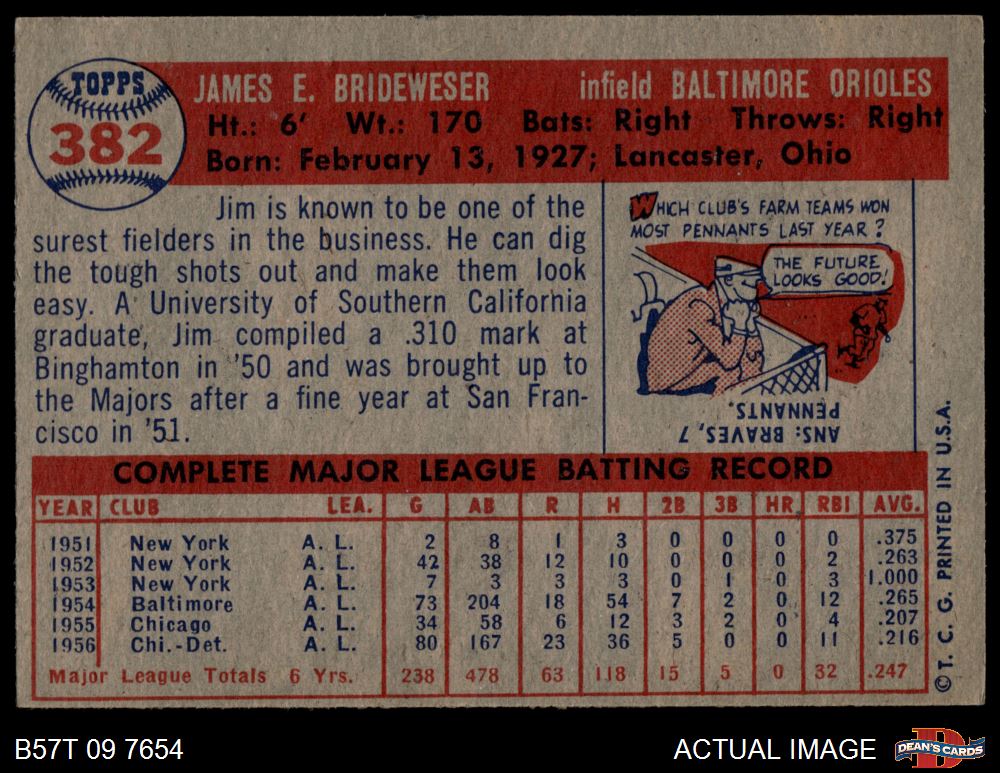 TOPPS
382
JAMES E. BRIDEWESER infield BALTIMORE ORIOLES
Ht.: 6' Wt.: 170 Bats: Right Throws: Right
Born: February 13, 1927; Lancaster, Ohio
Jim is known to be one of the
surest fielders in the business. He can dig
the tough shots out and make them look
easy. A University of Southern California
graduate, Jim compiled a .310 mark at
Binghamton in '50 and was brought up to
the Majors after a fine year at San Fran-
cisco in '51.
WHICH CLUB'S FARM TEAMS WON
MOST PENNANTS LAST YEAR?
THE FUTURE
LOOKS GOOD!
ANS: BRAVES, 7
PENNANTS.
COMPLETE MAJOR LEAGUE BATTING RECORD
YEAR CLUB LEA. G AB R H 2B 3B HR RBI AVG.
1951 New York A. L. 2 8 1 3 0 0 0 0 .375
1952 New York A. L. 42 38 12 10 0 0 0 2 .263
1953 New York A. L. 7 3 3 3 0 1 0 3 1.000
1954 Baltimore A. L. 73 204 18 54 7 2 0 12 .265
1955 Chicago A. L. 34 58 6 12 3 2 0 4 .207
1956 Chi.-Det. A. L. 80 167 23 36 5 0 0 11 .216
Major League Totals 6 Yrs. 238 478 63 118 15 5 0 32 .247
© T. C. G. PRINTED IN U.S.A.
B57T 09 7654
ACTUAL IMAGE
D
DEAN'S CARDS